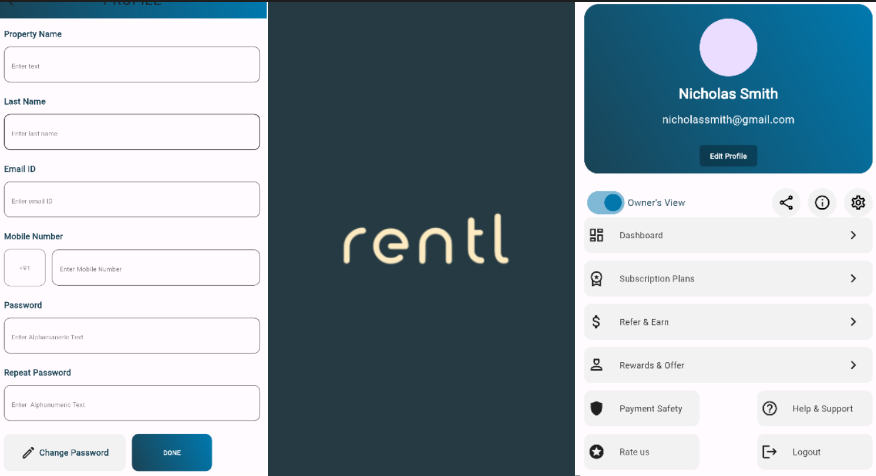 PROFILE
Property Name
Enter text
Last Name
Enter last name
Email ID
Enter email ID
Mobile Number
+91 Enter Mobile Number
Password
Enter Alphanumeric Text
Repeat Password
Enter Alphanumeric Text
Change Password DONE
rentl
Nicholas Smith
nicholassmith@gmail.com
Edit Profile
Owner's View
Dashboard
Subscription Plans
Refer & Earn
Rewards & Offer
Payment Safety Help & Support
Rate us Logout